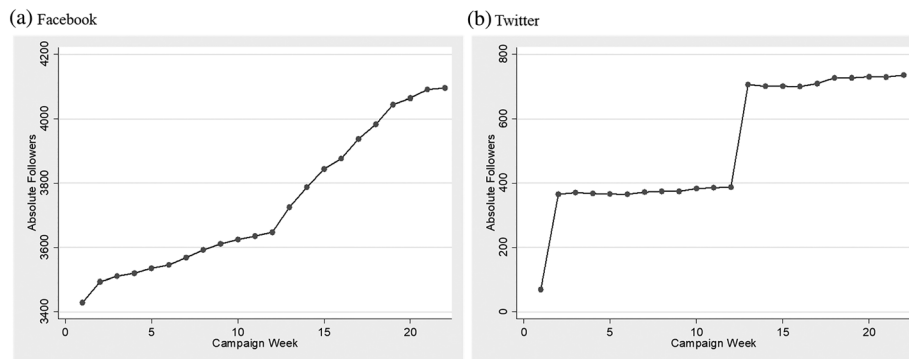 (a) Facebook
4200
4000
3800
3600
3400
Absolute Followers
0 5 10 15 20
Campaign Week
(b) Twitter
800
600
400
200
0
Absolute Followers
0 5 10 15 20
Campaign Week